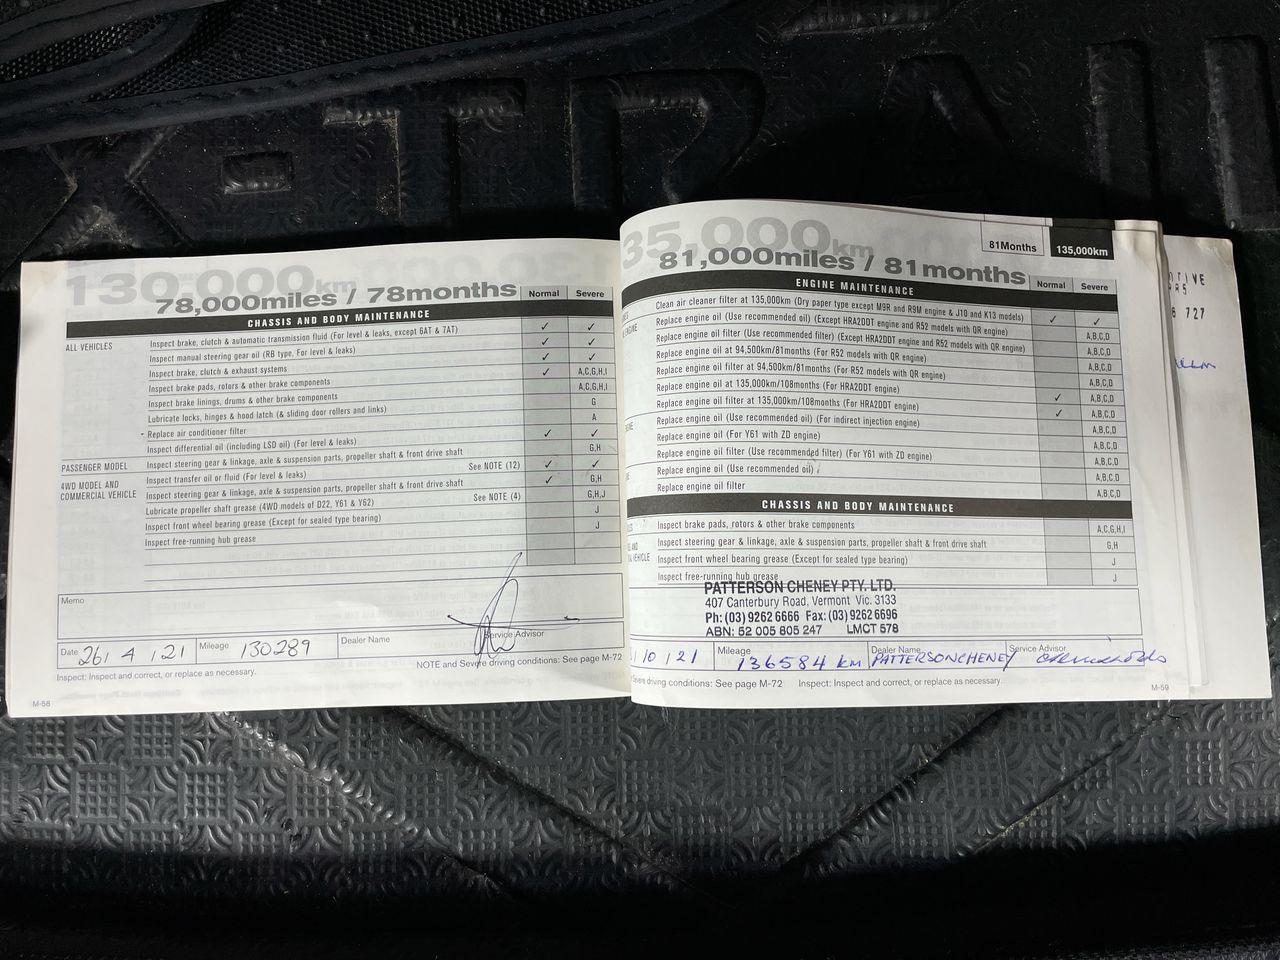 X-TRAIL
130,000km
78,000miles / 78months
Normal Severe
CHASSIS AND BODY MAINTENANCE
ALL VEHICLES Inspect brake, clutch & automatic transmission fluid (For level & leaks, except 6AT & 7AT) ✓ ✓
Inspect manual steering gear oil (RB type, For level & leaks) ✓ ✓
Inspect brake, clutch & exhaust systems ✓ ✓
Inspect brake pads, rotors & other brake components ✓ A,C,G,H,I
Inspect brake linings, drums & other brake components A,C,G,H,I
Lubricate locks, hinges & hood latch (& sliding door rollers and links) G
Replace air conditioner filter A
Inspect differential oil (including LSD oil) (For level & leaks) ✓ ✓
PASSENGER MODEL Inspect steering gear & linkage, axle & suspension parts, propeller shaft & front drive shaft G,H
4WD MODEL AND COMMERCIAL VEHICLE Inspect transfer oil or fluid (For level & leaks) See NOTE (12) ✓ ✓
Inspect steering gear & linkage, axle & suspension parts, propeller shaft & front drive shaft ✓ G,H
Lubricate propeller shaft grease (4WD models of D22, Y61 & Y62) See NOTE (4) G,H,J
Inspect front wheel bearing grease (Except for sealed type bearing) J
Inspect free-running hub grease J
Memo
Date 26/4/21 Mileage 130289 Dealer Name Service Advisor
NOTE and Severe driving conditions: See page M-72
Inspect: Inspect and correct, or replace as necessary.
M-58
35,000km
81Months 135,000km
81,000miles / 81months
Normal Severe
ENGINE MAINTENANCE
Clean air cleaner filter at 135,000km (Dry paper type except M9R and R9M engine & J10 and K13 models)
Replace engine oil (Use recommended oil) (Except HRA2DDT engine and R52 models with QR engine) ✓ ✓
Replace engine oil filter (Use recommended filter) (Except HRA2DDT engine and R52 models with QR engine) A,B,C,D
Replace engine oil at 94,500km/81months (For R52 models with QR engine) A,B,C,D
Replace engine oil filter at 94,500km/81months (For R52 models with QR engine) A,B,C,D
Replace engine oil at 135,000km/108months (For HRA2DDT engine) A,B,C,D
Replace engine oil filter at 135,000km/108months (For HRA2DDT engine) ✓ A,B,C,D
Replace engine oil (Use recommended oil) (For indirect injection engine) ✓ A,B,C,D
Replace engine oil (For Y61 with ZD engine) A,B,C,D
Replace engine oil filter (Use recommended filter) (For Y61 with ZD engine) A,B,C,D
Replace engine oil (Use recommended oil) A,B,C,D
Replace engine oil filter A,B,C,D
CHASSIS AND BODY MAINTENANCE
Inspect brake pads, rotors & other brake components A,C,G,H,I
Inspect steering gear & linkage, axle & suspension parts, propeller shaft & front drive shaft G,H
Inspect front wheel bearing grease (Except for sealed type bearing) J
Inspect free-running hub grease J
PATTERSON CHENEY PTY. LTD.
407 Canterbury Road, Vermont Vic. 3133
Ph: (03) 9262 6666 Fax: (03) 9262 6696
ABN: 52 005 805 247 LMCT 578
/10/21 Mileage 136584 km Dealer Name PATTERSONCHENEY Service Advisor
Severe driving conditions: See page M-72 Inspect: Inspect and correct, or replace as necessary.
M-59
727